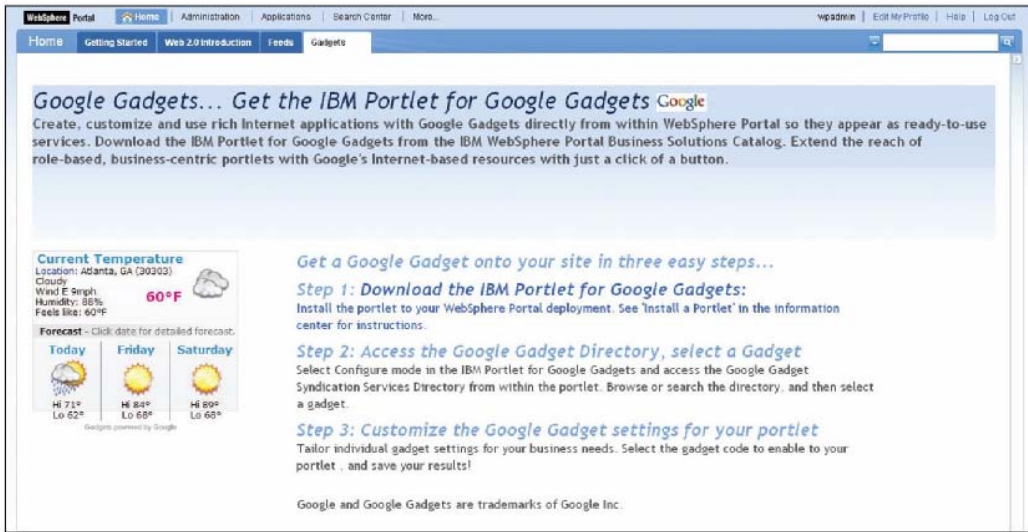 WebSphere Portal Home Administration Applications Search Center More... wpadmin Edit My Profile Help Log Out
Home Getting Started Web 2.0 Introduction Feeds Gadgets
Google Gadgets... Get the IBM Portlet for Google Gadgets Google
Create, customize and use rich Internet applications with Google Gadgets directly from within WebSphere Portal so they appear as ready-to-use
services. Download the IBM Portlet for Google Gadgets from the IBM WebSphere Portal Business Solutions Catalog. Extend the reach of
role-based, business-centric portlets with Google's Internet-based resources with just a click of a button.
Current Temperature
Location: Atlanta, GA (30303)
Cloudy
Wind E 9mph
Humidity: 88%
Feels like: 60°F
60°F
Forecast - Click date for detailed forecast.
Today Friday Saturday
Hi 71° Hi 84° Hi 89°
Lo 62° Lo 68° Lo 68°
Gadgets powered by Google
Get a Google Gadget onto your site in three easy steps...
Step 1: Download the IBM Portlet for Google Gadgets:
Install the portlet to your WebSphere Portal deployment. See 'Install a Portlet' in the information
center for instructions.
Step 2: Access the Google Gadget Directory, select a Gadget
Select Configure mode in the IBM Portlet for Google Gadgets and access the Google Gadget
Syndication Services Directory from within the portlet. Browse or search the directory, and then select
a gadget.
Step 3: Customize the Google Gadget settings for your portlet
Tailor individual gadget settings for your business needs. Select the gadget code to enable to your
portlet , and save your results!
Google and Google Gadgets are trademarks of Google Inc.